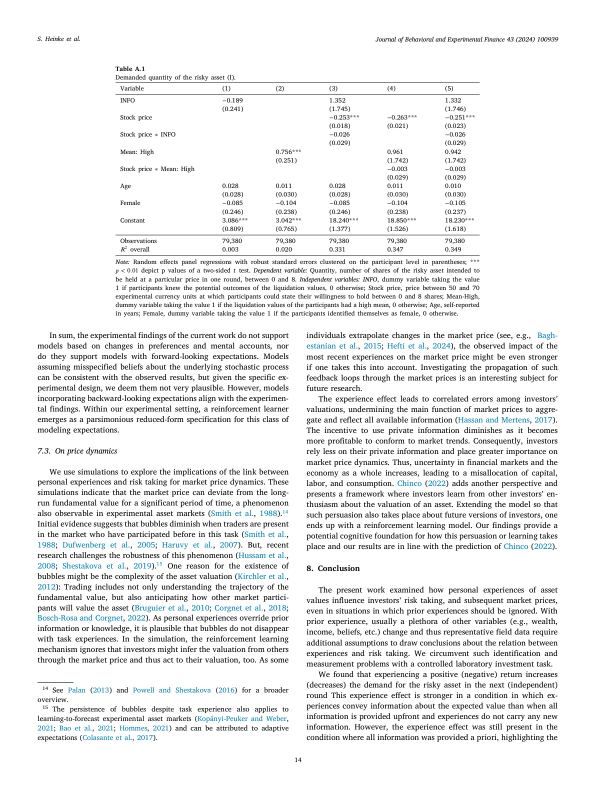 S. Heinke et al.
Journal of Behavioral and Experimental Finance 43 (2024) 100939
Table A.1
Demanded quantity of the risky asset (I).
Variable (1) (2) (3) (4) (5)
INFO −0.189 1.352 1.332
(0.241) (1.745) (1.746)
Stock price −0.253*** −0.263*** −0.251***
(0.018) (0.021) (0.023)
Stock price ∗ INFO −0.026 −0.026
(0.029) (0.029)
Mean: High 0.756*** 0.961 0.942
(0.251) (1.742) (1.742)
Stock price ∗ Mean: High −0.003 −0.003
(0.029) (0.029)
Age 0.028 0.011 0.028 0.011 0.010
(0.028) (0.030) (0.028) (0.030) (0.030)
Female −0.085 −0.104 −0.085 −0.104 −0.105
(0.246) (0.238) (0.246) (0.238) (0.237)
Constant 3.086*** 3.042*** 18.240*** 18.850*** 18.230***
(0.809) (0.765) (1.377) (1.526) (1.618)
Observations 79,380 79,380 79,380 79,380 79,380
R² overall 0.003 0.020 0.331 0.347 0.349
Note: Random effects panel regressions with robust standard errors clustered on the participant level in parentheses; ***
p < 0.01 depict p values of a two-sided t test. Dependent variable: Quantity, number of shares of the risky asset intended to
be held at a particular price in one round, between 0 and 8. Independent variables: INFO, dummy variable taking the value
1 if participants knew the potential outcomes of the liquidation values, 0 otherwise; Stock price, price between 50 and 70
experimental currency units at which participants could state their willingness to hold between 0 and 8 shares; Mean-High,
dummy variable taking the value 1 if the liquidation values of the participants had a high mean, 0 otherwise; Age, self-reported
in years; Female, dummy variable taking the value 1 if the participants identified themselves as female, 0 otherwise.
In sum, the experimental findings of the current work do not support
models based on changes in preferences and mental accounts, nor
do they support models with forward-looking expectations. Models
assuming misspecified beliefs about the underlying stochastic process
can be consistent with the observed results, but given the specific ex-
perimental design, we deem them not very plausible. However, models
incorporating backward-looking expectations align with the experimen-
tal findings. Within our experimental setting, a reinforcement learner
emerges as a parsimonious reduced-form specification for this class of
modeling expectations.
7.3. On price dynamics
We use simulations to explore the implications of the link between
personal experiences and risk taking for market price dynamics. These
simulations indicate that the market price can deviate from the long-
run fundamental value for a significant period of time, a phenomenon
also observable in experimental asset markets (Smith et al., 1988).¹⁴
Initial evidence suggests that bubbles diminish when traders are present
in the market who have participated before in this task (Smith et al.,
1988; Dufwenberg et al., 2005; Haruvy et al., 2007). But, recent
research challenges the robustness of this phenomenon (Hussam et al.,
2008; Shestakova et al., 2019).¹⁵ One reason for the existence of
bubbles might be the complexity of the asset valuation (Kirchler et al.,
2012): Trading includes not only understanding the trajectory of the
fundamental value, but also anticipating how other market partici-
pants will value the asset (Bruguier et al., 2010; Corgnet et al., 2018;
Bosch-Rosa and Corgnet, 2022). As personal experiences override prior
information or knowledge, it is plausible that bubbles do not disappear
with task experiences. In the simulation, the reinforcement learning
mechanism ignores that investors might infer the valuation from others
through the market price and thus act to their valuation, too. As some
¹⁴ See Palan (2013) and Powell and Shestakova (2016) for a broader
overview.
¹⁵ The persistence of bubbles despite task experience also applies to
learning-to-forecast experimental asset markets (Kopányi-Peuker and Weber,
2021; Bao et al., 2021; Hommes, 2021) and can be attributed to adaptive
expectations (Colasante et al., 2017).
individuals extrapolate changes in the market price (see, e.g., Bagh-
estanian et al., 2015; Hefti et al., 2024), the observed impact of the
most recent experiences on the market price might be even stronger
if one takes this into account. Investigating the propagation of such
feedback loops through the market prices is an interesting subject for
future research.
The experience effect leads to correlated errors among investors'
valuations, undermining the main function of market prices to aggre-
gate and reflect all available information (Hassan and Mertens, 2017).
The incentive to use private information diminishes as it becomes
more profitable to conform to market trends. Consequently, investors
rely less on their private information and place greater importance on
market price dynamics. Thus, uncertainty in financial markets and the
economy as a whole increases, leading to a misallocation of capital,
labor, and consumption. Chinco (2022) adds another perspective and
presents a framework where investors learn from other investors' en-
thusiasm about the valuation of an asset. Extending the model so that
such persuasion also takes place about future versions of investors, one
ends up with a reinforcement learning model. Our findings provide a
potential cognitive foundation for how this persuasion or learning takes
place and our results are in line with the prediction of Chinco (2022).
8. Conclusion
The present work examined how personal experiences of asset
values influence investors' risk taking, and subsequent market prices,
even in situations in which prior experiences should be ignored. With
prior experience, usually a plethora of other variables (e.g., wealth,
income, beliefs, etc.) change and thus representative field data require
additional assumptions to draw conclusions about the relation between
experiences and risk taking. We circumvent such identification and
measurement problems with a controlled laboratory investment task.
We found that experiencing a positive (negative) return increases
(decreases) the demand for the risky asset in the next (independent)
round This experience effect is stronger in a condition in which ex-
periences convey information about the expected value than when all
information is provided upfront and experiences do not carry any new
information. However, the experience effect was still present in the
condition where all information was provided a priori, highlighting the
14